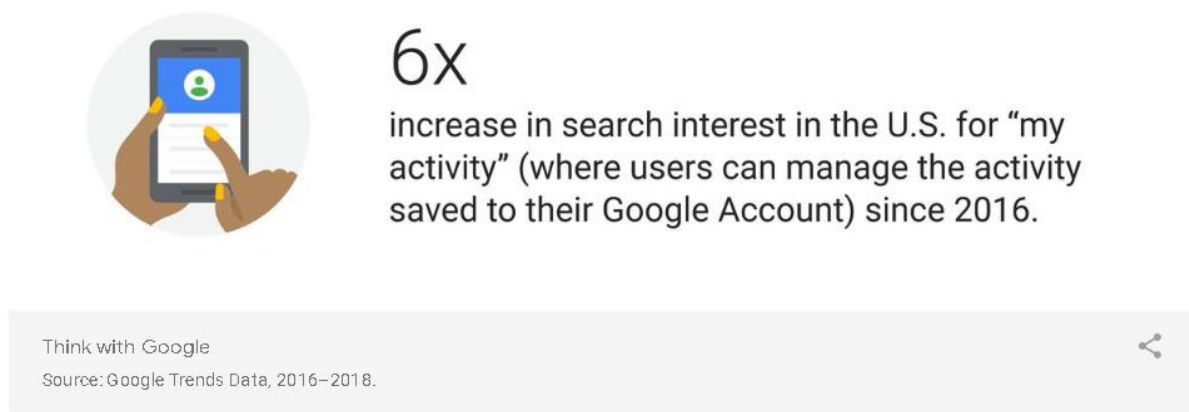 6x
increase in search interest in the U.S. for “my
activity” (where users can manage the activity
saved to their Google Account) since 2016.
Think with Google
Source: Google Trends Data, 2016–2018.